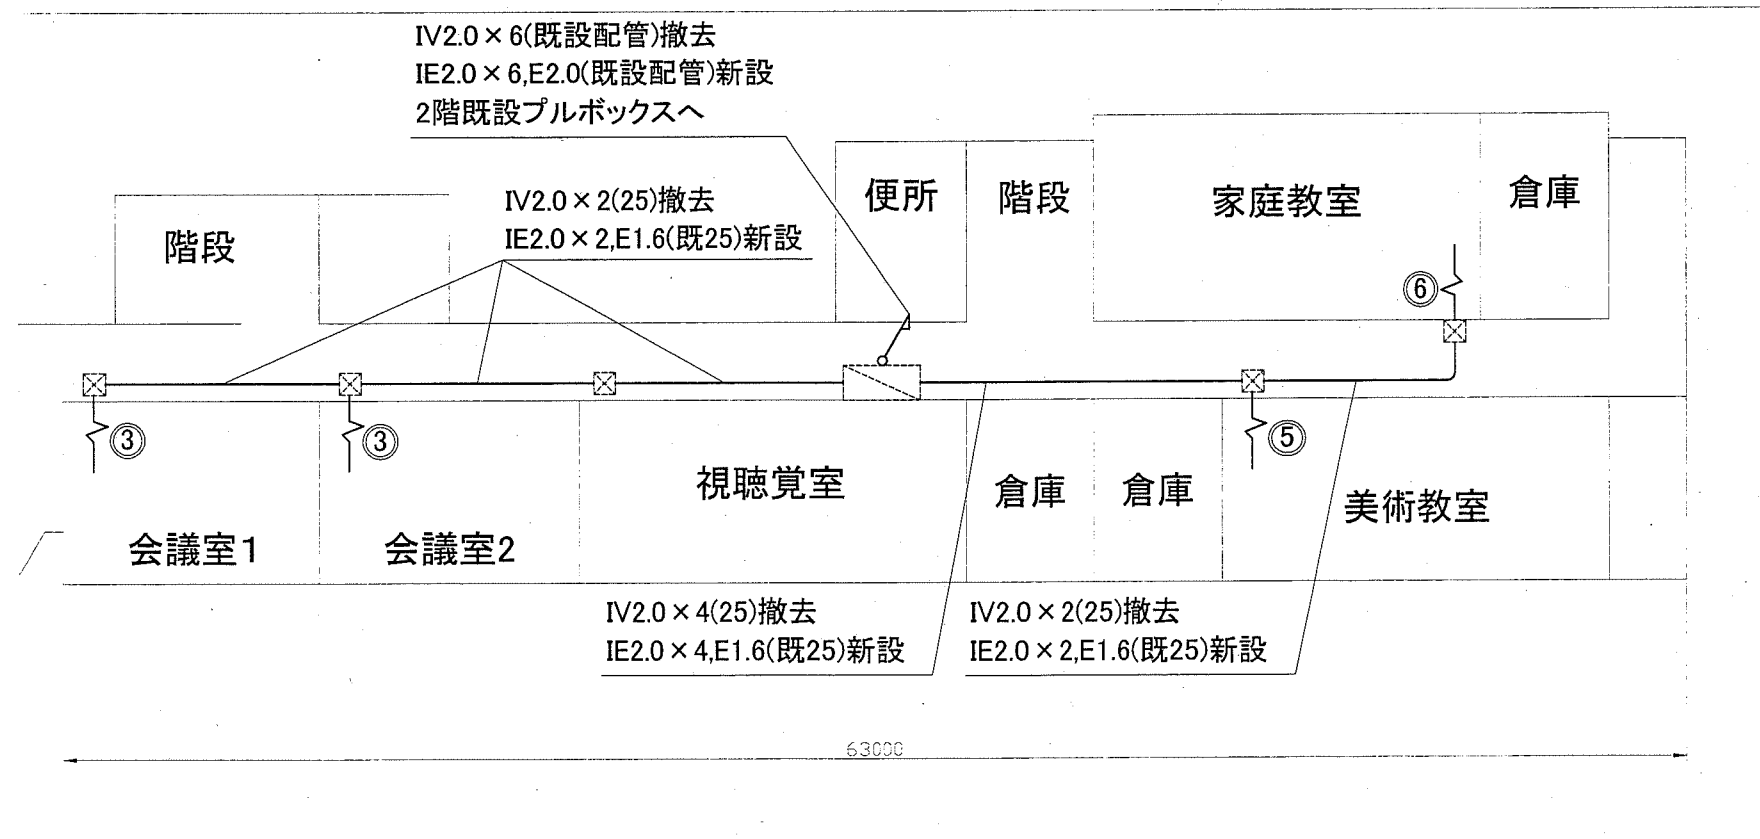 IV2.0×6(既設配管)撤去
IE2.0×6,E2.0(既設配管)新設
2階既設プルボックスへ
IV2.0×2(25)撤去
IE2.0×2,E1.6(既25)新設
階段
便所
階段
家庭教室
倉庫
⑥
③
③
⑤
会議室1
会議室2
視聴覚室
倉庫
倉庫
美術教室
IV2.0×4(25)撤去
IE2.0×4,E1.6(既25)新設
IV2.0×2(25)撤去
IE2.0×2,E1.6(既25)新設
63000